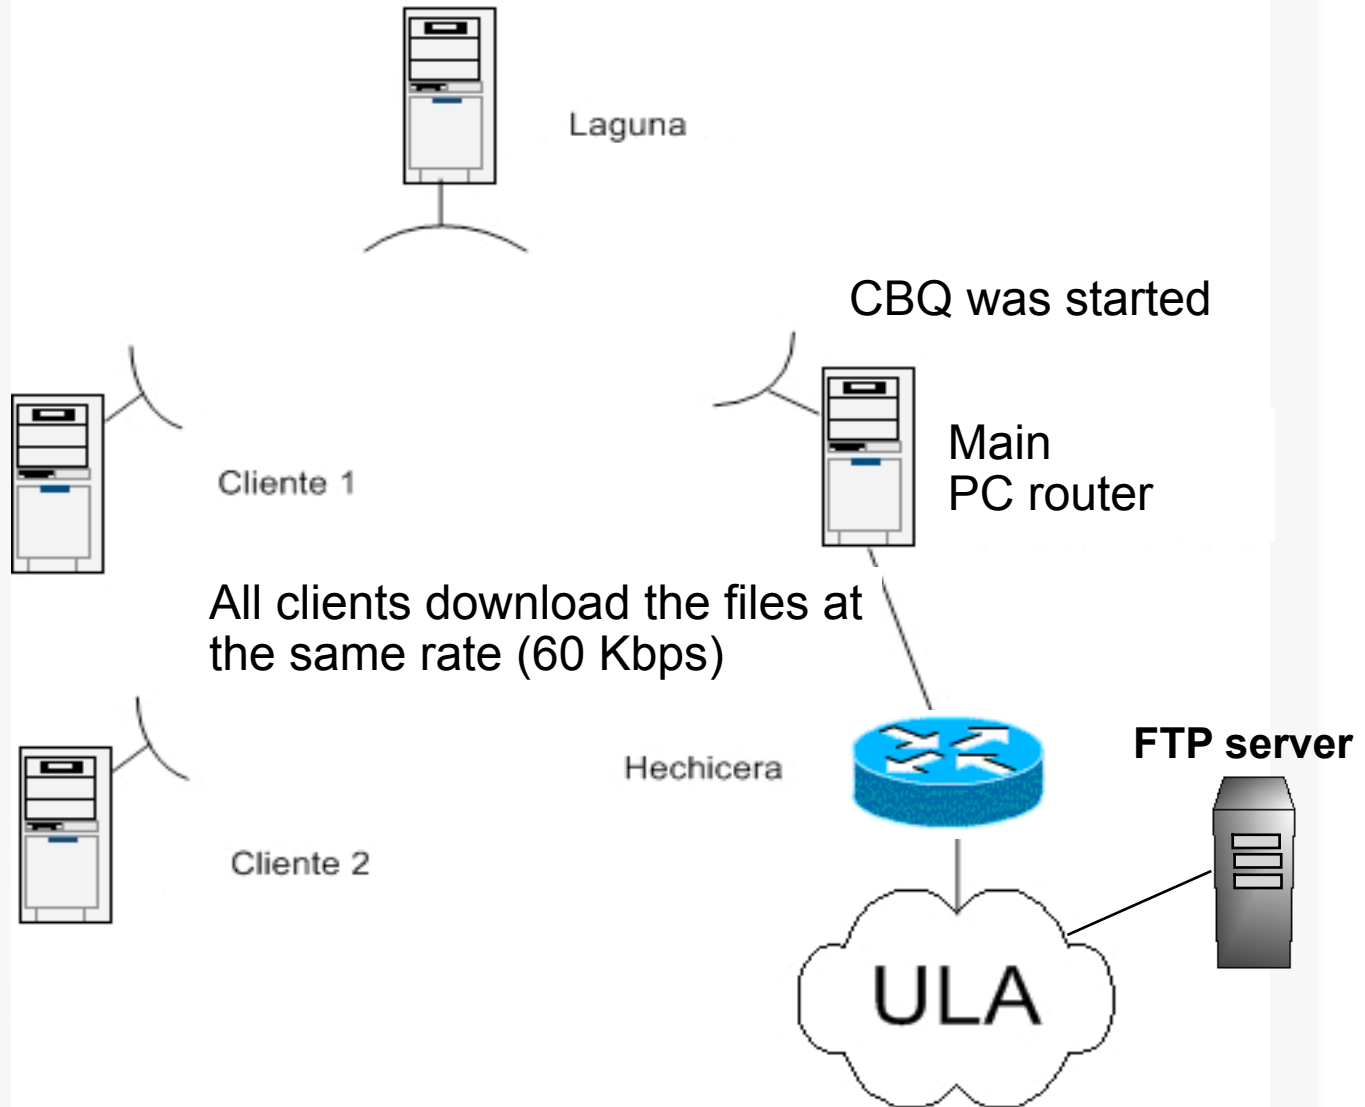 Laguna
CBQ was started
Main
PC router
Cliente 1
All clients download the files at
the same rate (60 Kbps)
FTP server
Hechicera
Cliente 2
ULA